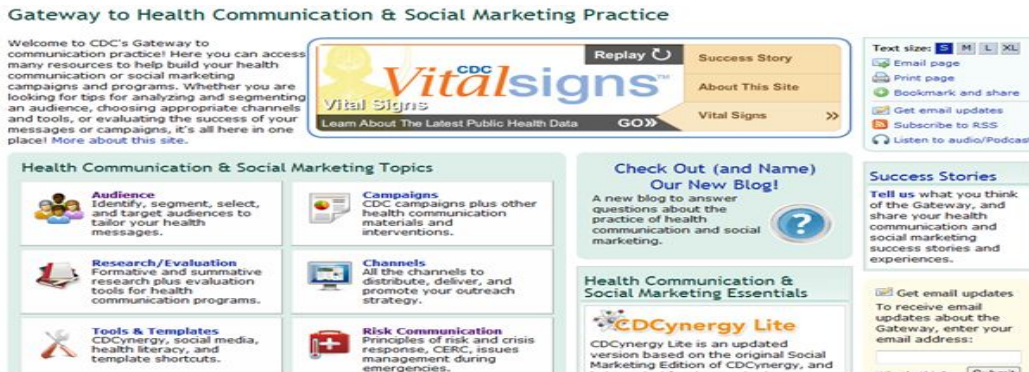 Gateway to Health Communication & Social Marketing Practice
Welcome to CDC's Gateway to
communication practice! Here you can access
many resources to help build your health
communication or social marketing
campaigns and programs. Whether you are
looking for tips for analyzing and segmenting
an audience, choosing appropriate channels
and tools, or evaluating the success of your
messages or campaigns, it's all here in one
place! More about this site.
Replay
CDC
Vitalsigns™
Vital Signs
Learn About The Latest Public Health Data GO»
Success Story
About This Site
Vital Signs »
Text size: S M L XL
Email page
Print page
Bookmark and share
Get email updates
Subscribe to RSS
Listen to audio/Podcast
Health Communication & Social Marketing Topics
Audience
Identify, segment, select,
and target audiences to
tailor your health
messages.
Campaigns
CDC campaigns plus other
health communication
materials and
interventions.
Research/Evaluation
Formative and summative
research plus evaluation
tools for health
communication programs.
Channels
All the channels to
distribute, deliver, and
promote your outreach
strategy.
Tools & Templates
CDCynergy, social media,
health literacy, and
template shortcuts.
Risk Communication
Principles of risk and crisis
response, CERC, issues
management during
emergencies.
Check Out (and Name)
Our New Blog!
A new blog to answer
questions about the
practice of health
communication and social
marketing.
?
Health Communication &
Social Marketing Essentials
CDCynergy Lite
CDCynergy Lite is an updated
version based on the original Social
Marketing Edition of CDCynergy, and
Success Stories
Tell us what you think
of the Gateway, and
share your health
communication and
social marketing
success stories and
experiences.
Get email updates
To receive email
updates about the
Gateway, enter your
email address: